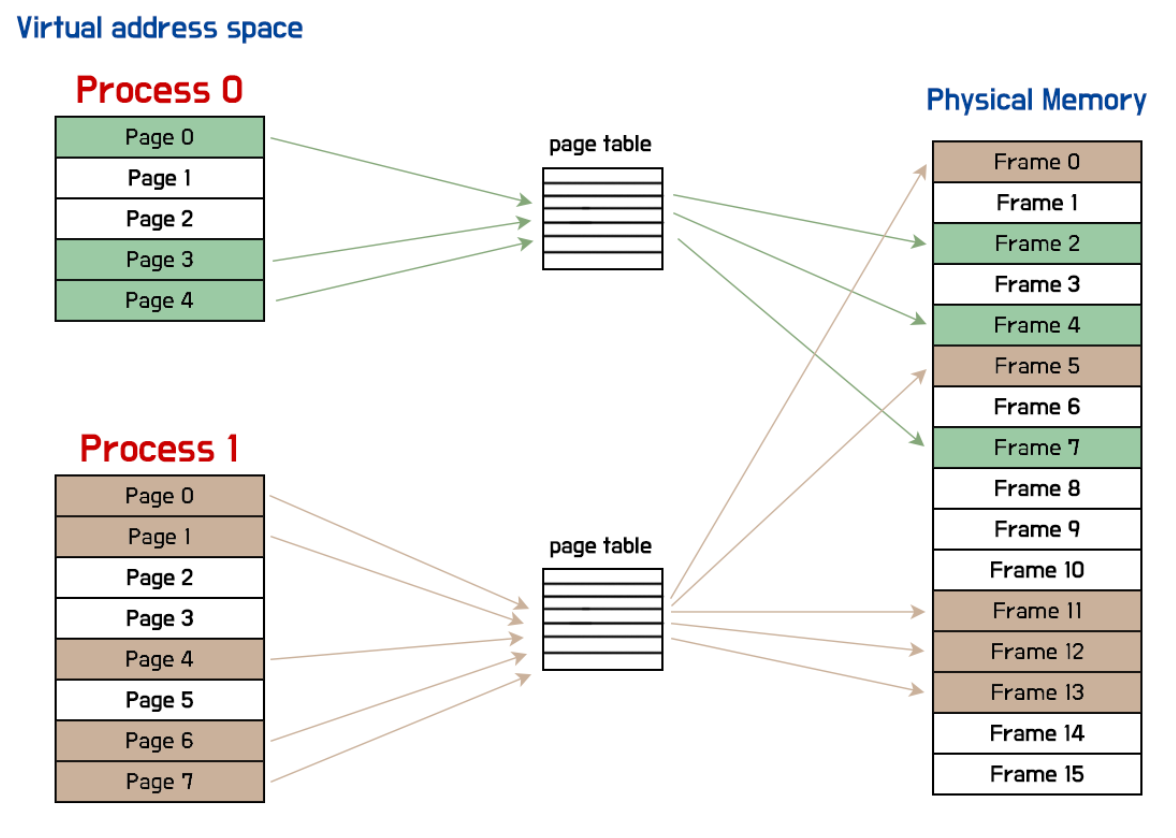 Virtual address space
Process 0
Page 0
Page 1
Page 2
Page 3
Page 4
page table
Process 1
Page 0
Page 1
Page 2
Page 3
Page 4
Page 5
Page 6
Page 7
page table
Physical Memory
Frame 0
Frame 1
Frame 2
Frame 3
Frame 4
Frame 5
Frame 6
Frame 7
Frame 8
Frame 9
Frame 10
Frame 11
Frame 12
Frame 13
Frame 14
Frame 15